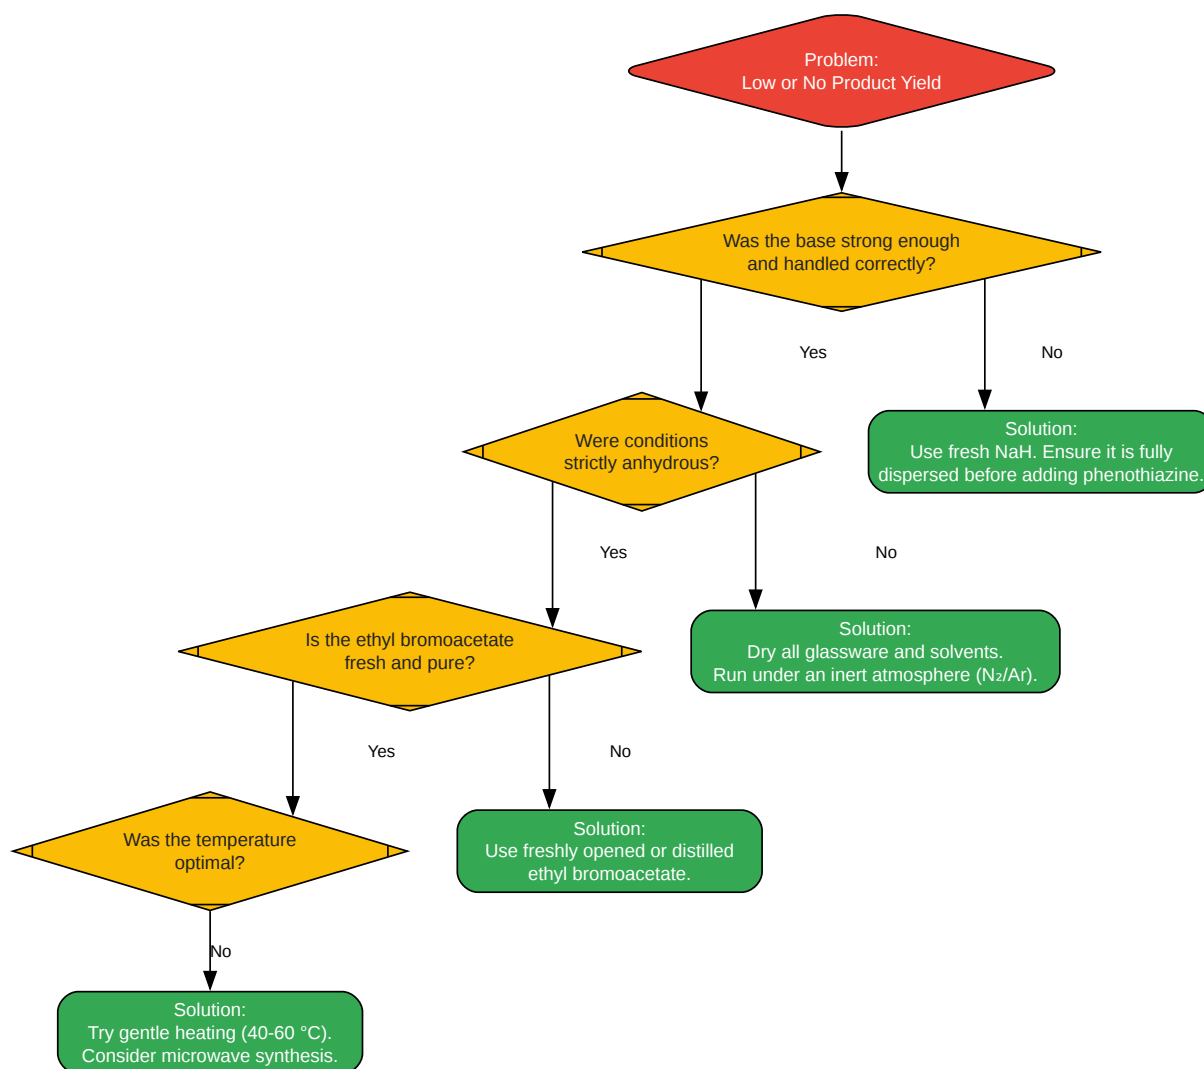 Problem:
Low or No Product Yield
Was the base strong enough
and handled correctly?
Yes
No
Were conditions
strictly anhydrous?
Solution:
Use fresh NaH. Ensure it is fully
dispersed before adding phenothiazine.
Yes
No
Is the ethyl bromoacetate
fresh and pure?
Solution:
Dry all glassware and solvents.
Run under an inert atmosphere (N₂/Ar).
Yes
No
Was the temperature
optimal?
Solution:
Use freshly opened or distilled
ethyl bromoacetate.
No
Solution:
Try gentle heating (40-60 °C).
Consider microwave synthesis.